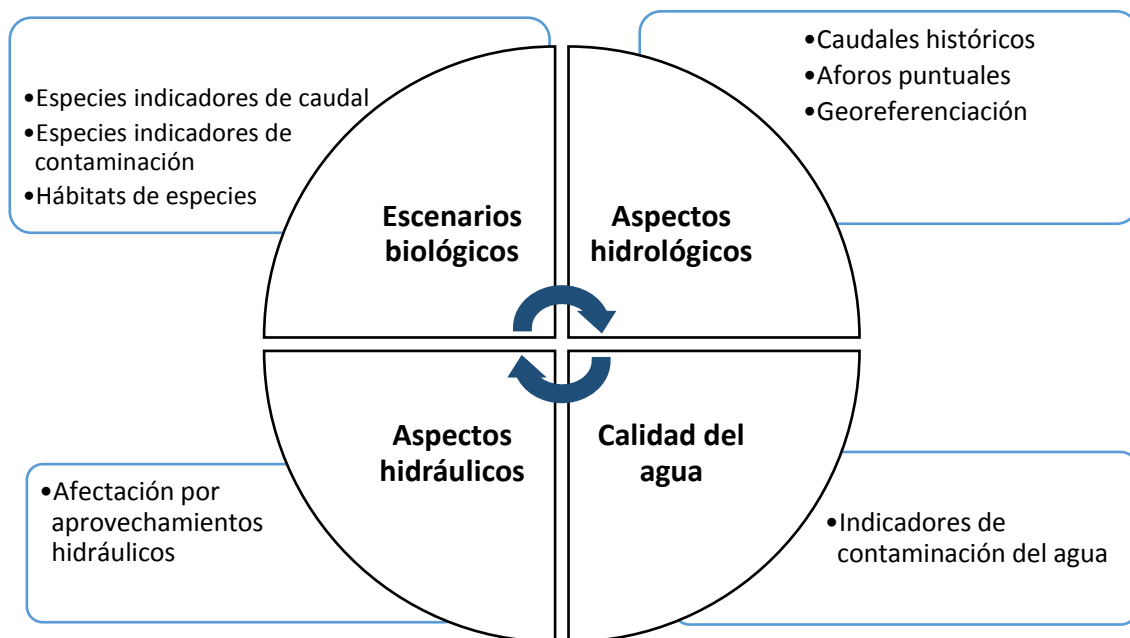 •Especies indicadores de caudal
•Especies indicadores de
contaminación
•Hábitats de especies
•Caudales históricos
•Aforos puntuales
•Georeferenciación
Escenarios
biológicos
Aspectos
hidrológicos
Aspectos
hidráulicos
Calidad del
agua
•Afectación por
aprovechamientos
hidráulicos
•Indicadores de
contaminación del agua